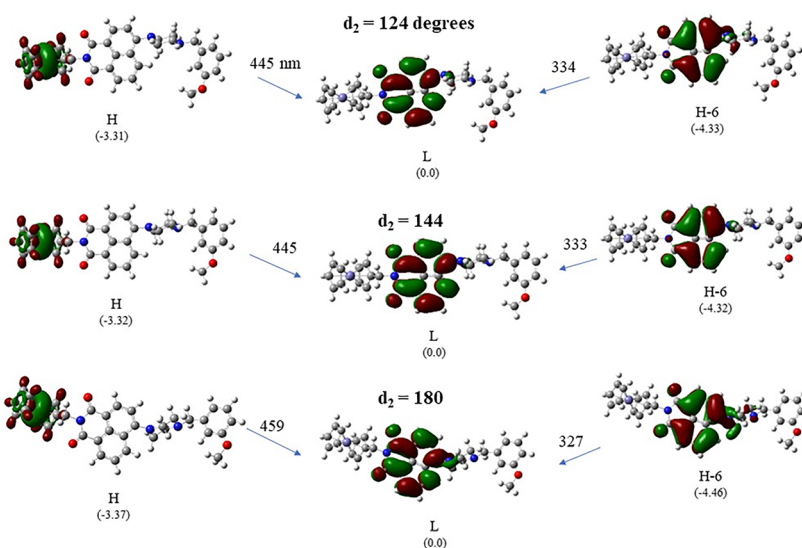 d₂ = 124 degrees
445 nm
334
H
(-3.31)
L
(0.0)
H-6
(-4.33)
d₂ = 144
445
333
H
(-3.32)
L
(0.0)
H-6
(-4.32)
d₂ = 180
459
327
H
(-3.37)
L
(0.0)
H-6
(-4.46)